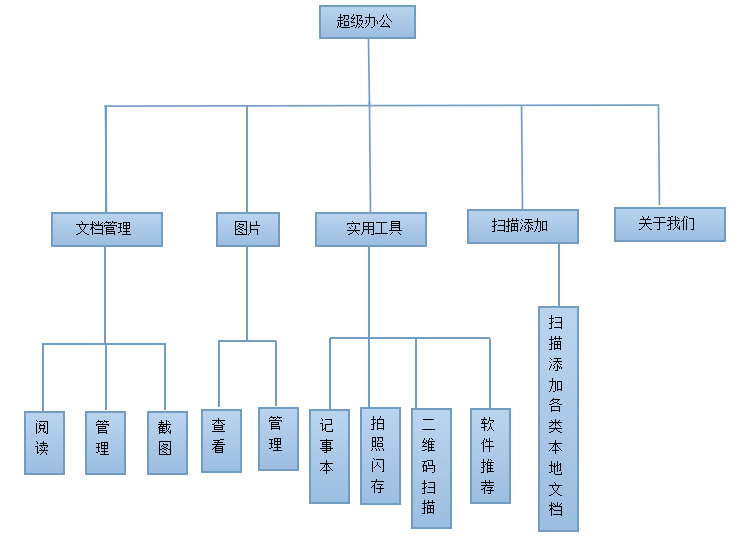 超级办公
文档管理
图片
实用工具
扫描添加
关于我们
阅读
管理
截图
查看
管理
记事本
拍照闪存
二维码扫描
软件推荐
扫描添加各类本地文档